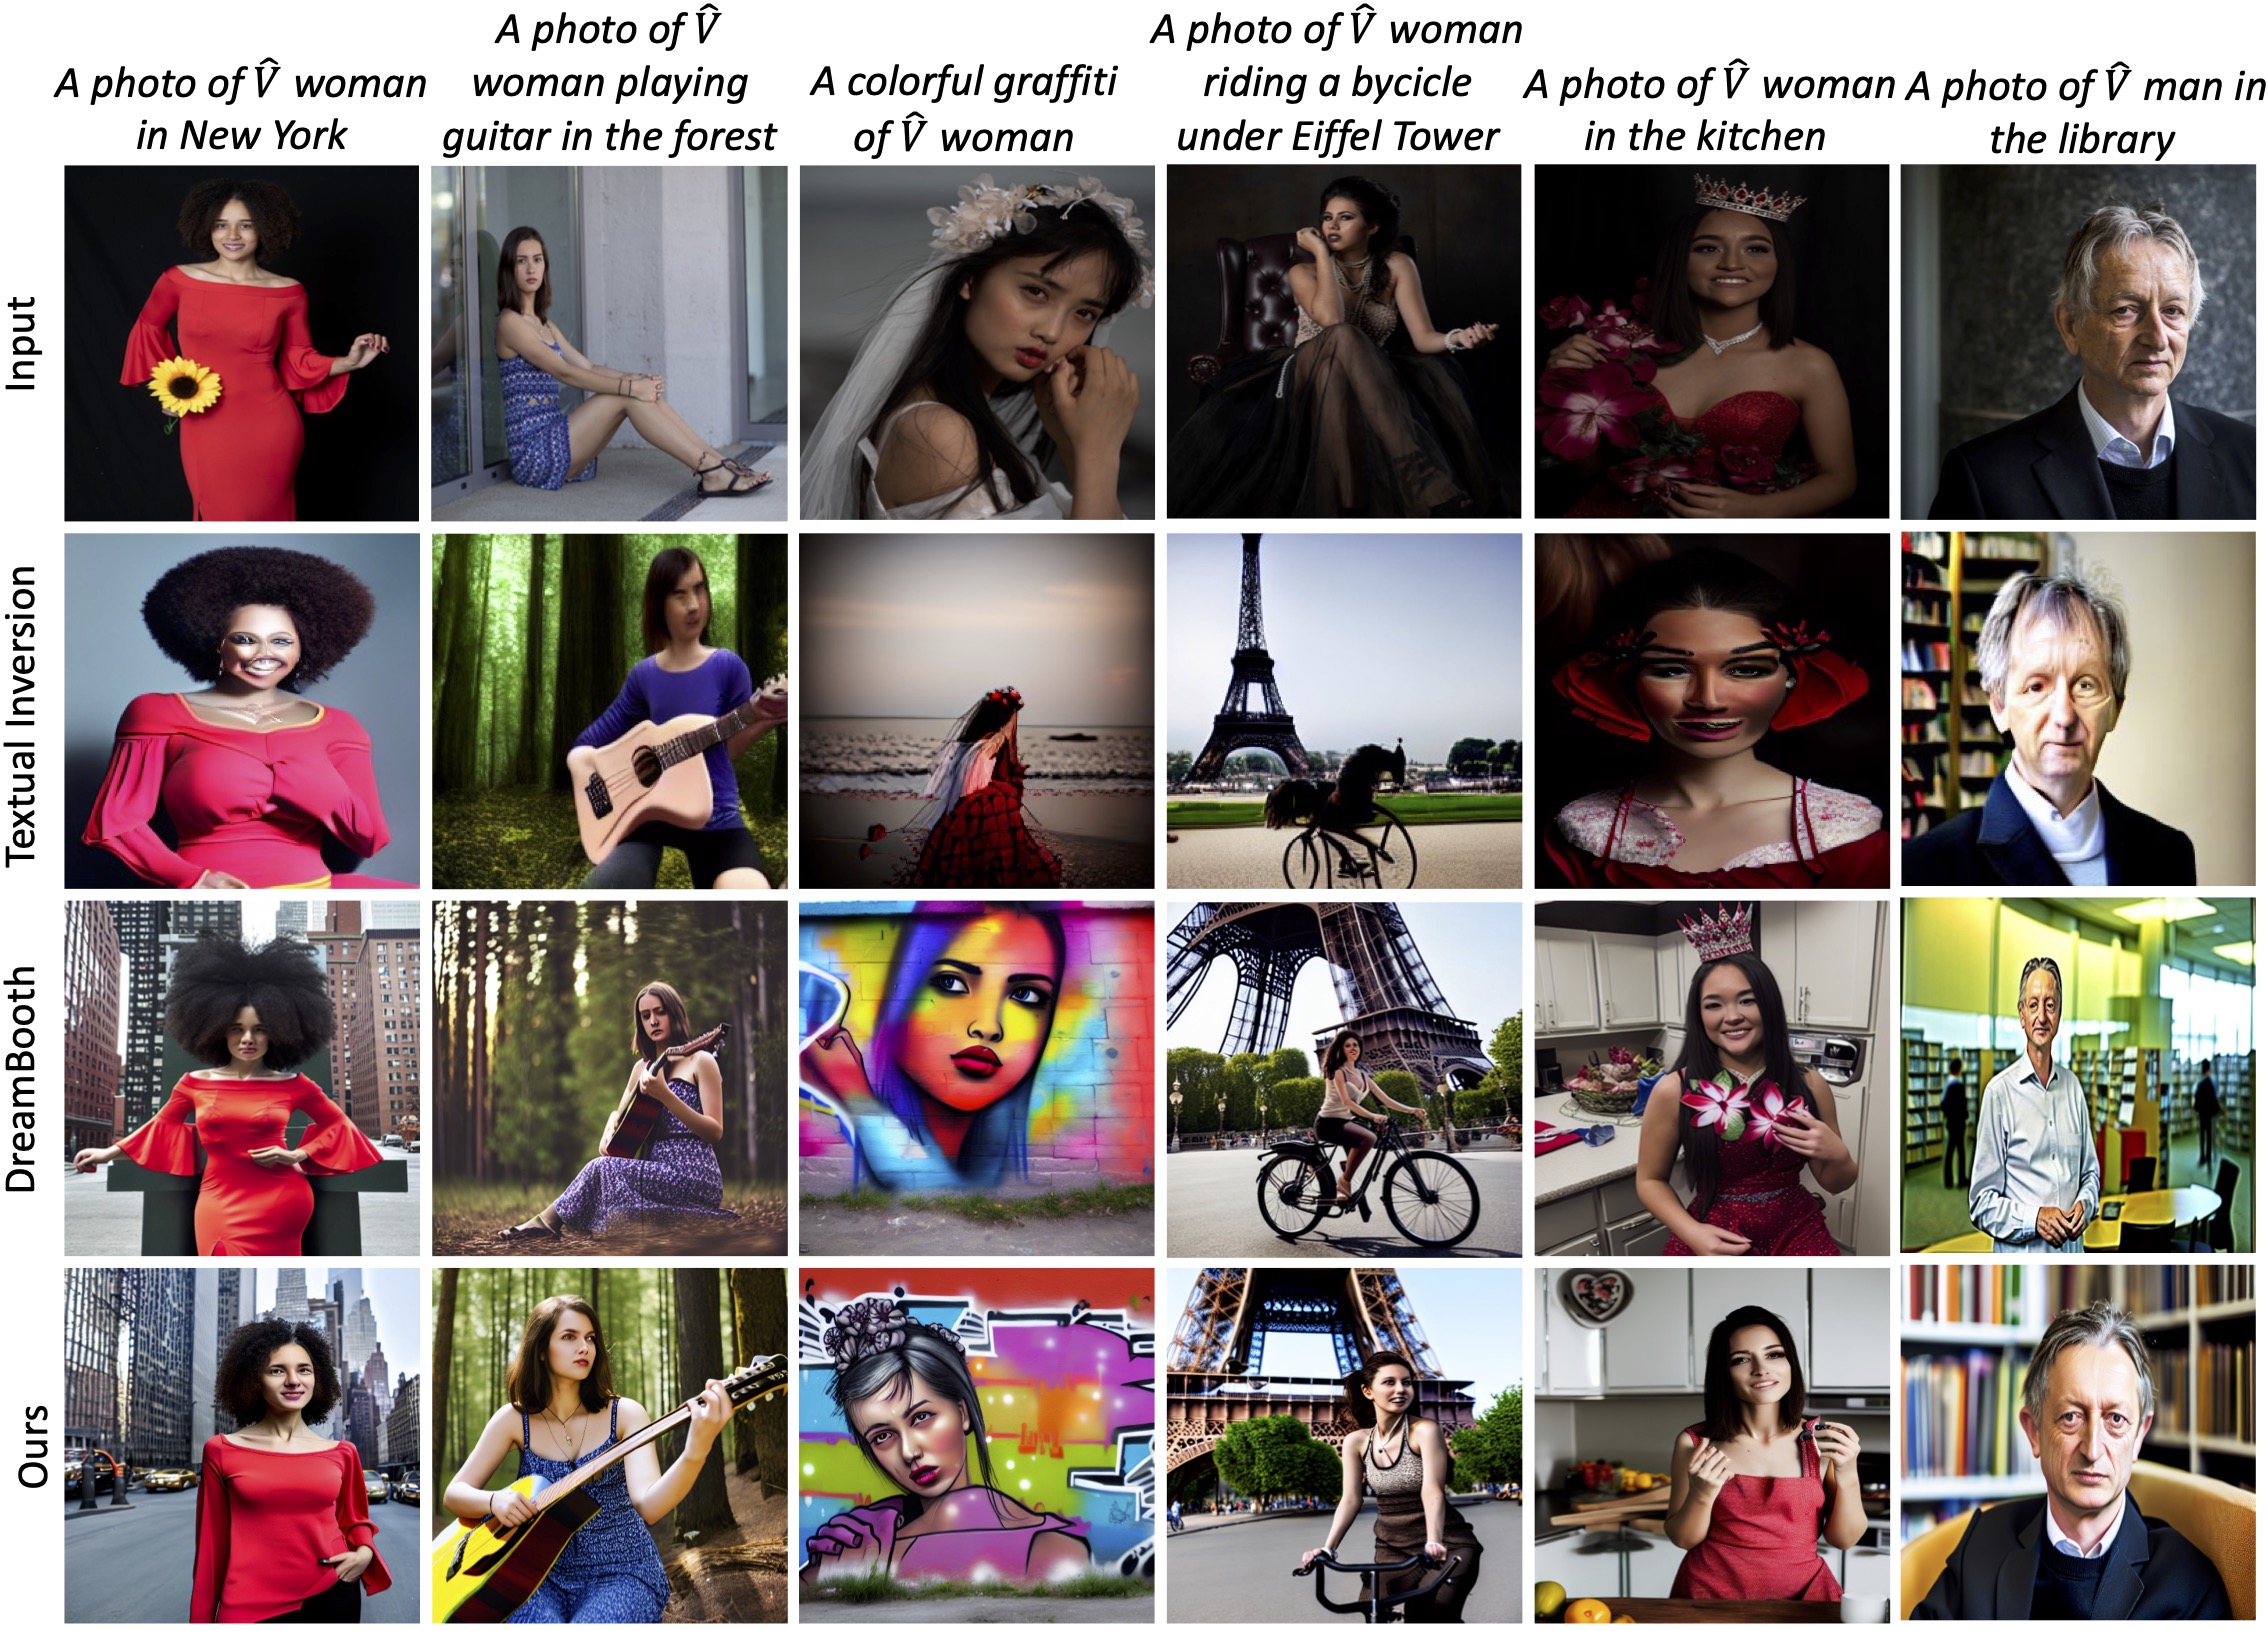 A photo of V̂ woman
in New York
A photo of V̂
woman playing
guitar in the forest
A colorful graffiti
of V̂ woman
A photo of V̂ woman
riding a bycicle
under Eiffel Tower
A photo of V̂ woman
in the kitchen
A photo of V̂ man in
the library
Input
Textual Inversion
DreamBooth
Ours